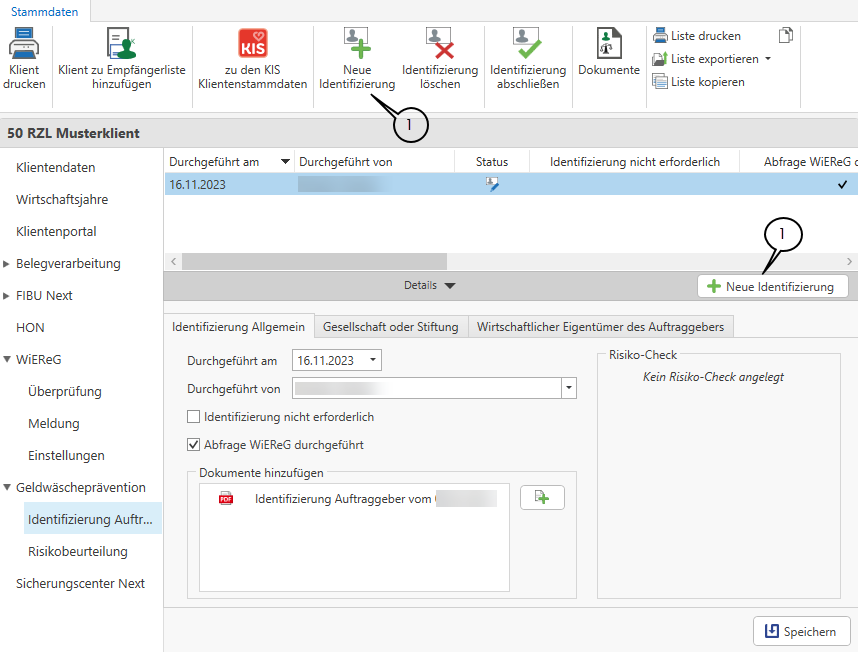 Stammdaten
Klient drucken
Klient zu Empfängerliste hinzufügen
KIS
zu den KIS Klientenstammdaten
Neue Identifizierung
Identifizierung löschen
Identifizierung abschließen
Dokumente
Liste drucken
Liste exportieren
Liste kopieren
1
50 RZL Musterklient
Klientendaten
Wirtschaftsjahre
Klientenportal
Belegverarbeitung
FIBU Next
HON
WiEReG
Überprüfung
Meldung
Einstellungen
Geldwäscheprävention
Identifizierung Auftr...
Risikobeurteilung
Sicherungscenter Next
Durchgeführt am Durchgeführt von Status Identifizierung nicht erforderlich Abfrage WiEReG
16.11.2023
1
Details
Neue Identifizierung
Identifizierung Allgemein Gesellschaft oder Stiftung Wirtschaftlicher Eigentümer des Auftraggebers
Durchgeführt am 16.11.2023
Durchgeführt von
Identifizierung nicht erforderlich
Abfrage WiEReG durchgeführt
Dokumente hinzufügen
PDF Identifizierung Auftraggeber vom
Risiko-Check
Kein Risiko-Check angelegt
Speichern